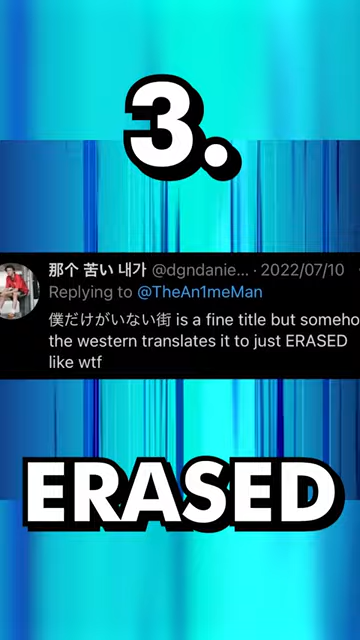 3.
那个 苦い 내가 @dgndanie... · 2022/07/10
Replying to @TheAn1meMan
僕だけがいない街 is a fine title but someho
the western translates it to just ERASED
like wtf
ERASED